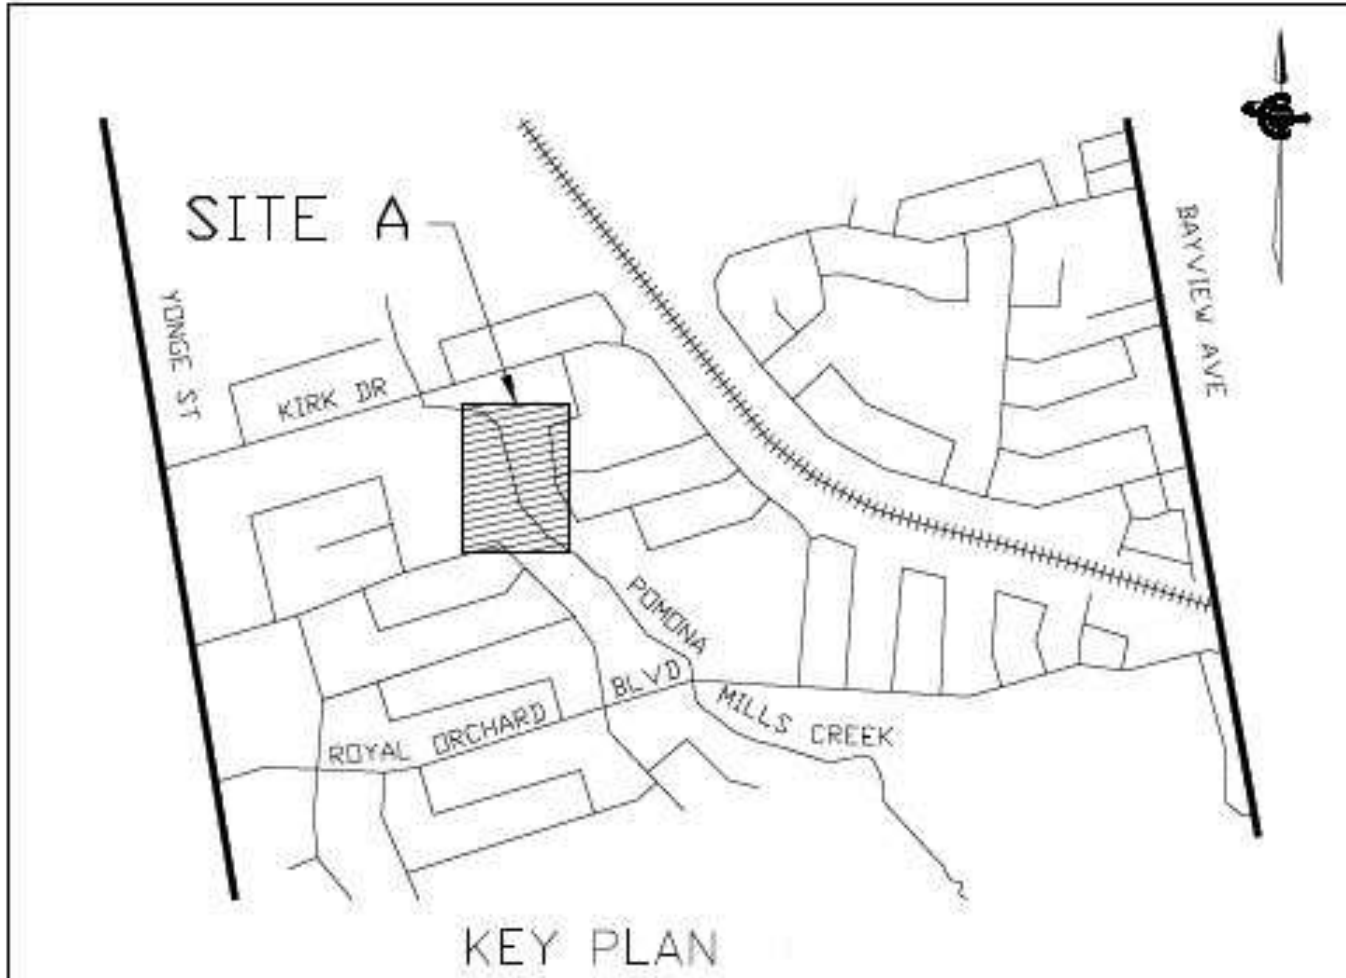 SITE A
YONGE ST
BAYVIEW AVE
KIRK DR
POMONA
MILLS CREEK
ROYAL ORCHARD BLVD
KEY PLAN